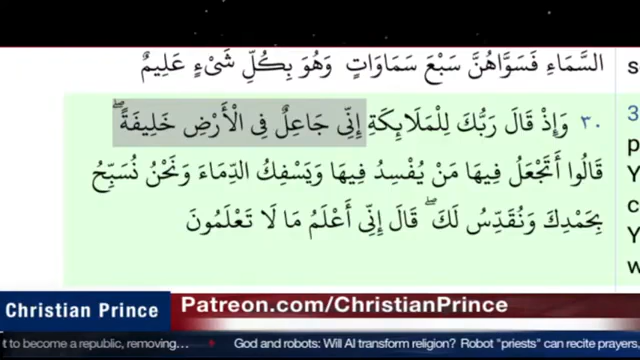 السَّمَاءِ فَسَوَّاهُنَّ سَبْعَ سَمَاوَاتٍ وَهُوَ بِكُلِّ شَيْءٍ عَلِيمٌ
٣٠ وَإِذْ قَالَ رَبُّكَ لِلْمَلَائِكَةِ إِنِّي جَاعِلٌ فِي الْأَرْضِ خَلِيفَةً ۖ
قَالُوا أَتَجْعَلُ فِيهَا مَنْ يُفْسِدُ فِيهَا وَيَسْفِكُ الدِّمَاءَ وَنَحْنُ نُسَبِّحُ
بِحَمْدِكَ وَنُقَدِّسُ لَكَ ۖ قَالَ إِنِّي أَعْلَمُ مَا لَا تَعْلَمُونَ
Christian Prince
Patreon.com/ChristianPrince
t to become a republic, removing...
God and robots: Will AI transform religion? Robot "priests" can recite prayers,